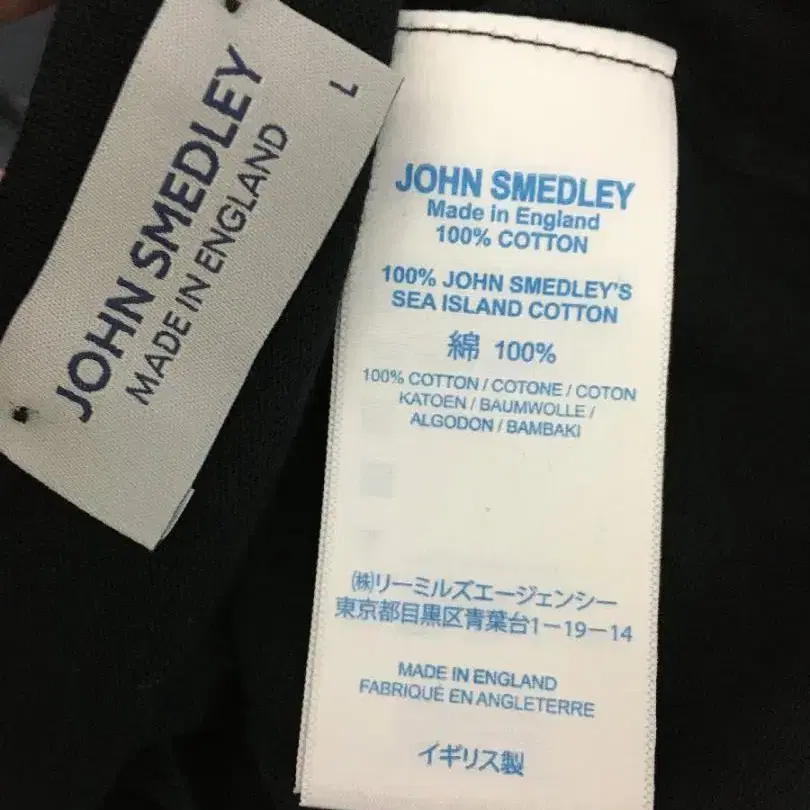 JOHN SMEDLEY
MADE IN ENGLAND
L
JOHN SMEDLEY
Made in England
100% COTTON
100% JOHN SMEDLEY'S
SEA ISLAND COTTON
綿 100%
100% COTTON / COTONE / COTON
KATOEN / BAUMWOLLE /
ALGODON / BAMBAKI
㈱リーミルズエージェンシー
東京都目黒区青葉台1-19-14
MADE IN ENGLAND
FABRIQUÉ EN ANGLETERRE
イギリス製